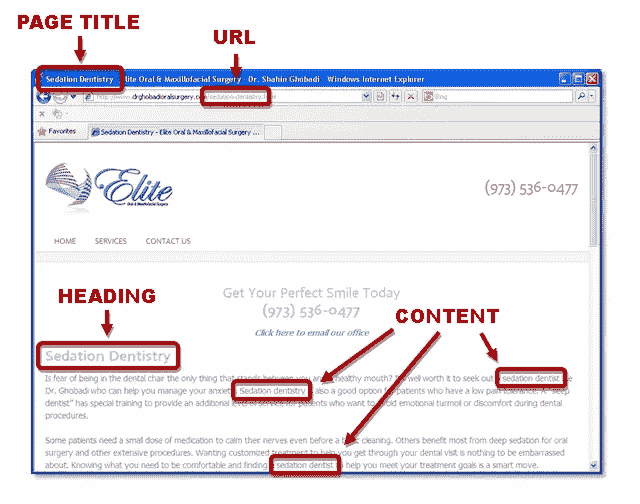 PAGE TITLE
URL
Sedation Dentistry - Elite Oral & Maxillofacial Surgery - Dr. Shahin Ghobadi - Windows Internet Explorer
http://www.drghobadioralsurgery.com/sedation-dentistry
Bing
Favorites
Sedation Dentistry - Elite Oral & Maxillofacial Surgery ...
Elite
Oral & Maxillofacial Surgery
(973) 536-0477
HOME SERVICES CONTACT US
HEADING
Get Your Perfect Smile Today
(973) 536-0477
CONTENT
Click here to email our office
Sedation Dentistry
Is fear of being in the dental chair the only thing that stands between you and a healthy mouth? well worth it to seek out a sedation dentist like
Dr. Ghobadi who can help you manage your anxiety. Sedation dentistry also a good option for patients who have a low pain tolerance. A "sleep
dentist" has special training to provide an additional level of service for patients who want to avoid emotional turmoil or discomfort during dental
procedures.
Some patients need a small dose of medication to calm their nerves even before a basic cleaning. Others benefit most from deep sedation for oral
surgery and other extensive procedures. Wanting customized treatment to help you get through your dental visit is nothing to be embarrassed
about. Knowing what you need to be comfortable and finding a sedation dentist to help you meet your treatment goals is a smart move.